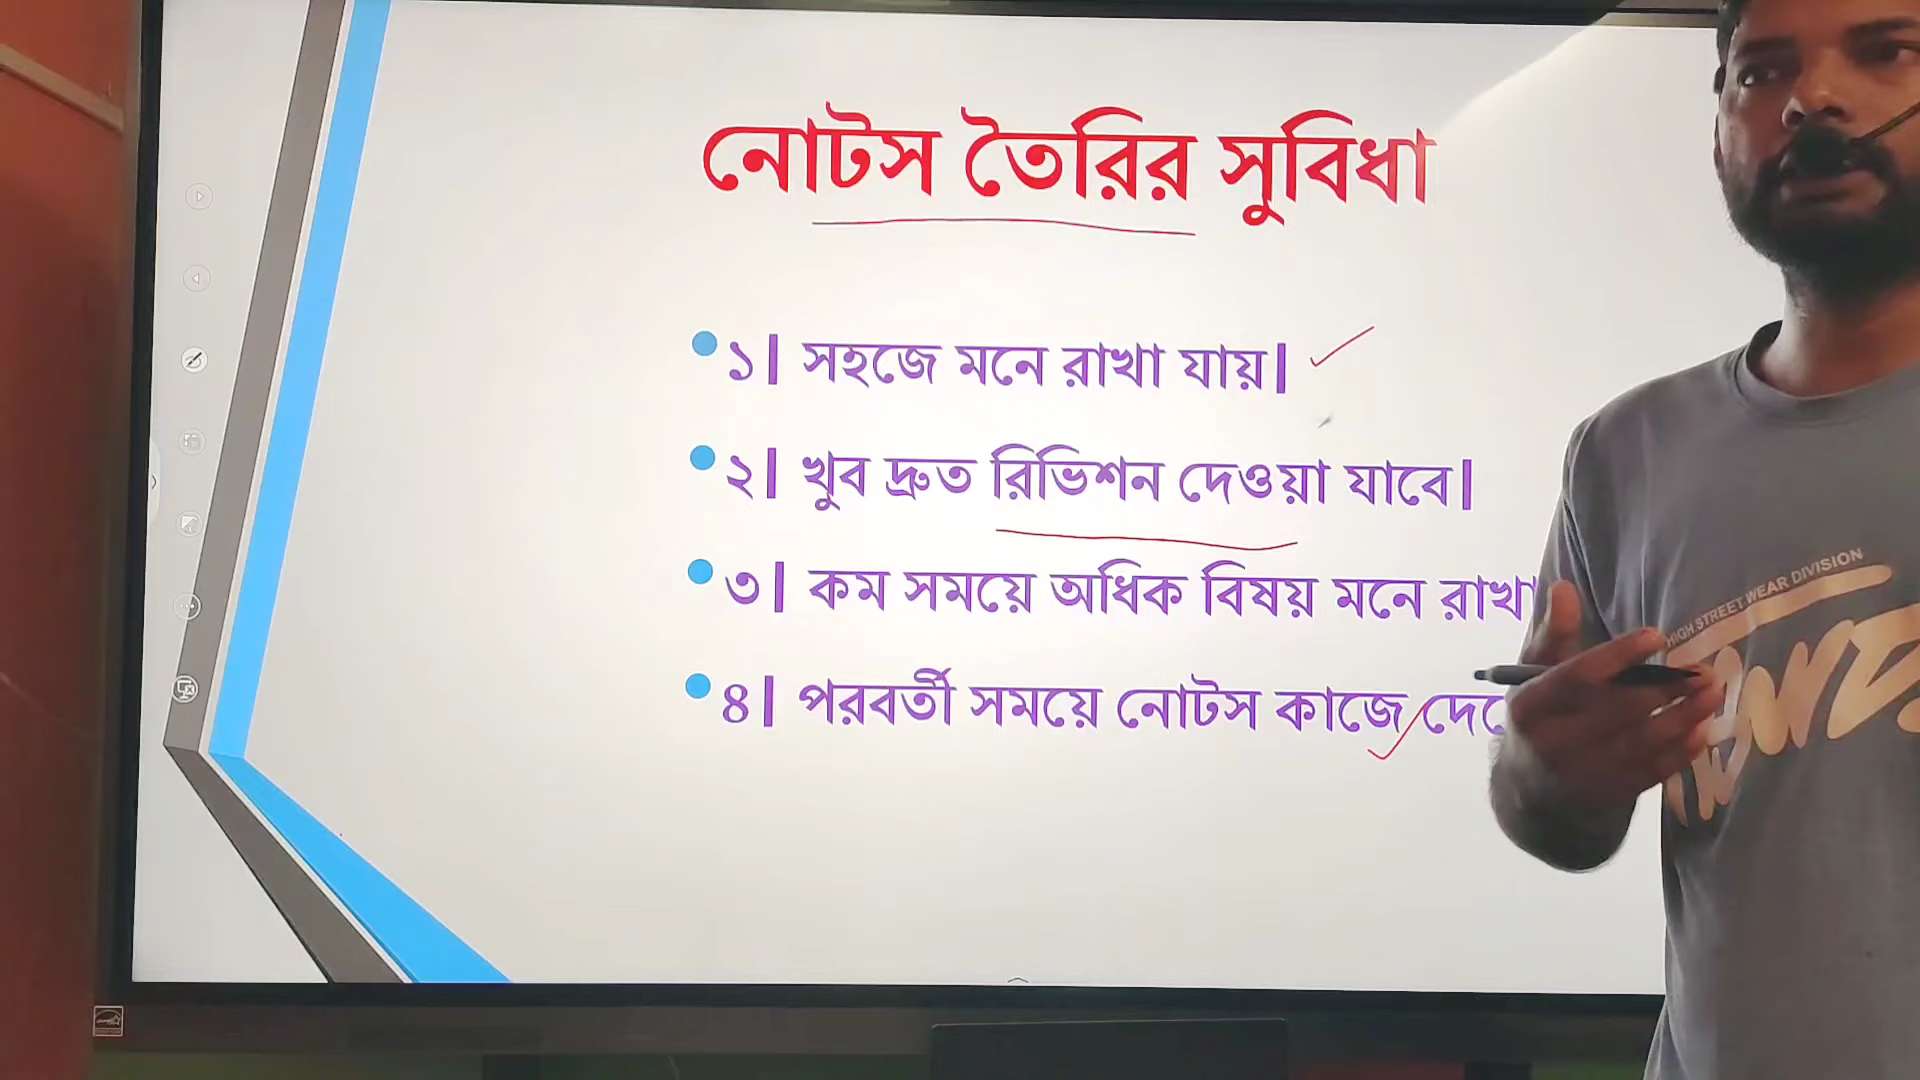 নোটস তৈরির সুবিধা
১। সহজে মনে রাখা যায়।
২। খুব দ্রুত রিভিশন দেওয়া যাবে।
৩। কম সময়ে অধিক বিষয় মনে রাখা
৪। পরবর্তী সময়ে নোটস কাজে
HIGH STREET WEAR DIVISION